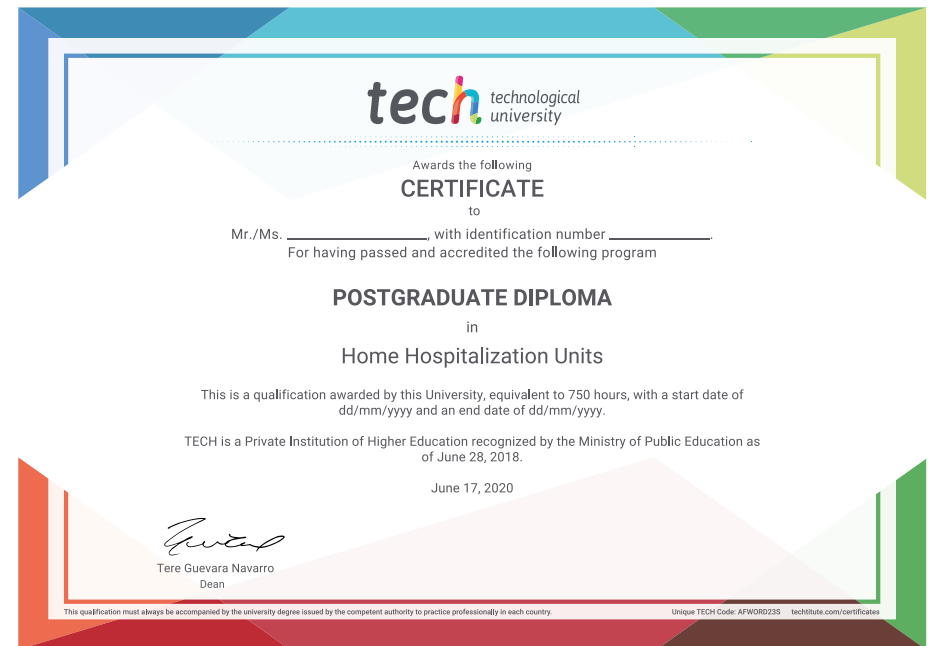 tech technological
university
Awards the following
CERTIFICATE
to
Mr./Ms. ____________________, with identification number ______________.
For having passed and accredited the following program
POSTGRADUATE DIPLOMA
in
Home Hospitalization Units
This is a qualification awarded by this University, equivalent to 750 hours, with a start date of
dd/mm/yyyy and an end date of dd/mm/yyyy.
TECH is a Private Institution of Higher Education recognized by the Ministry of Public Education as
of June 28, 2018.
June 17, 2020
Tere Guevara Navarro
Dean
This qualification must always be accompanied by the university degree issued by the competent authority to practice professionally in each country. Unique TECH Code: AFWORD23S techtitute.com/certificates